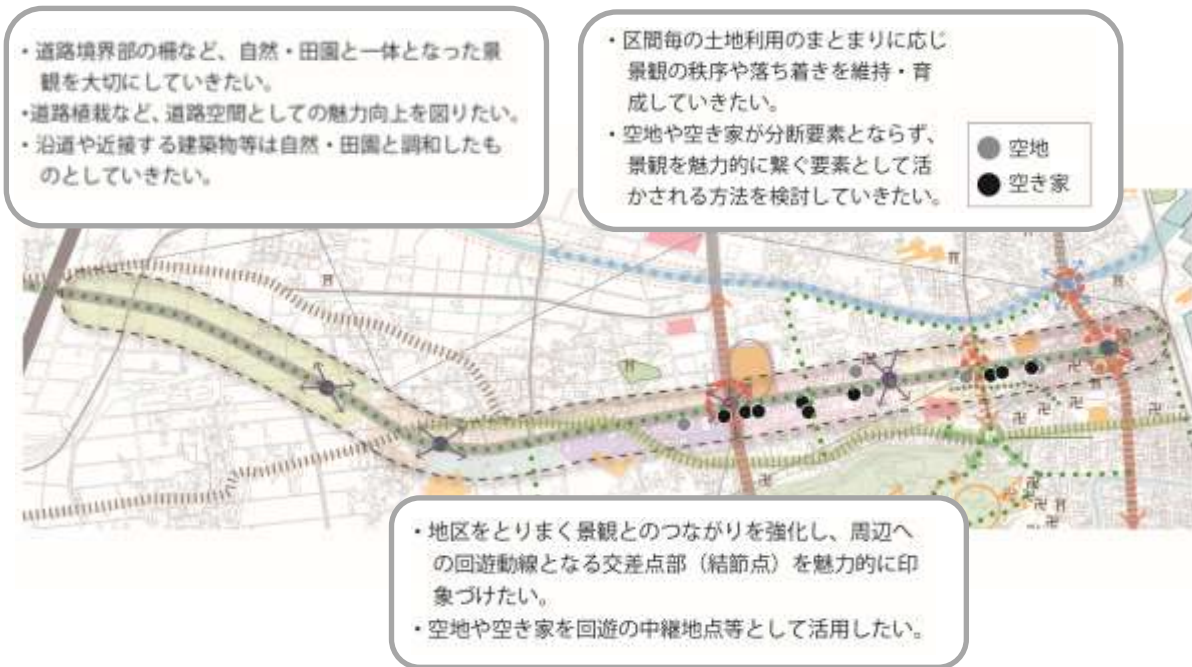 ・道路境界部の柵など、自然・田園と一体となった景
観を大切にしていきたい。
・道路植栽など、道路空間としての魅力向上を図りたい。
・沿道や近接する建築物等は自然・田園と調和したも
のとしていきたい。
・区間毎の土地利用のまとまりに応じ
景観の秩序や落ち着きを維持・育
成していきたい。
・空地や空き家が分断要素とならず、
景観を魅力的に繋ぐ要素として活
かされる方法を検討していきたい。
空地
空き家
・地区をとりまく景観とのつながりを強化し、周辺へ
の回遊動線となる交差点部（結節点）を魅力的に印
象づけたい。
・空地や空き家を回遊の中継地点等として活用したい。